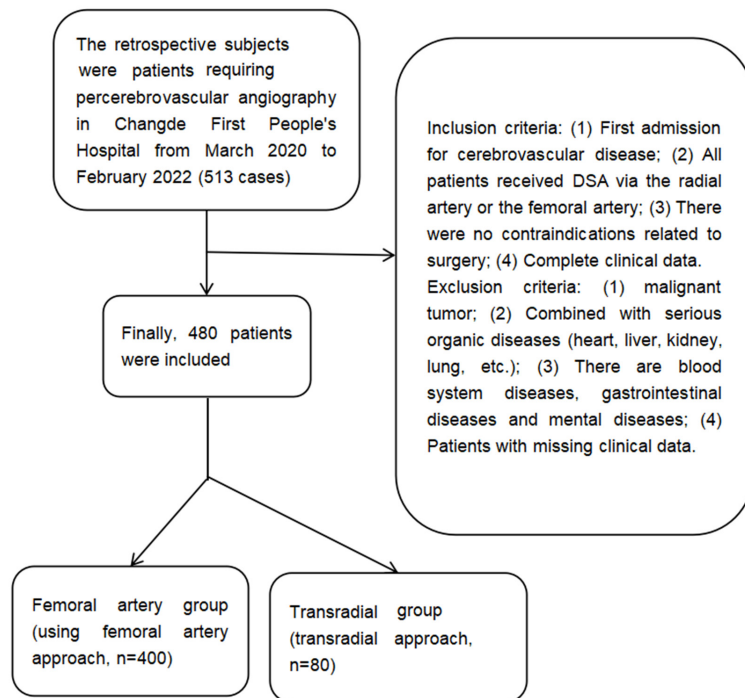 The retrospective subjects
were patients requiring
percerebrovascular angiography
in Changde First People's
Hospital from March 2020 to
February 2022 (513 cases)
Inclusion criteria: (1) First admission
for cerebrovascular disease; (2) All
patients received DSA via the radial
artery or the femoral artery; (3) There
were no contraindications related to
surgery; (4) Complete clinical data.
Exclusion criteria: (1) malignant
tumor; (2) Combined with serious
organic diseases (heart, liver, kidney,
lung, etc.); (3) There are blood
system diseases, gastrointestinal
diseases and mental diseases; (4)
Patients with missing clinical data.
Finally, 480 patients
were included
Femoral artery group
(using femoral artery
approach, n=400)
Transradial group
(transradial approach,
n=80)